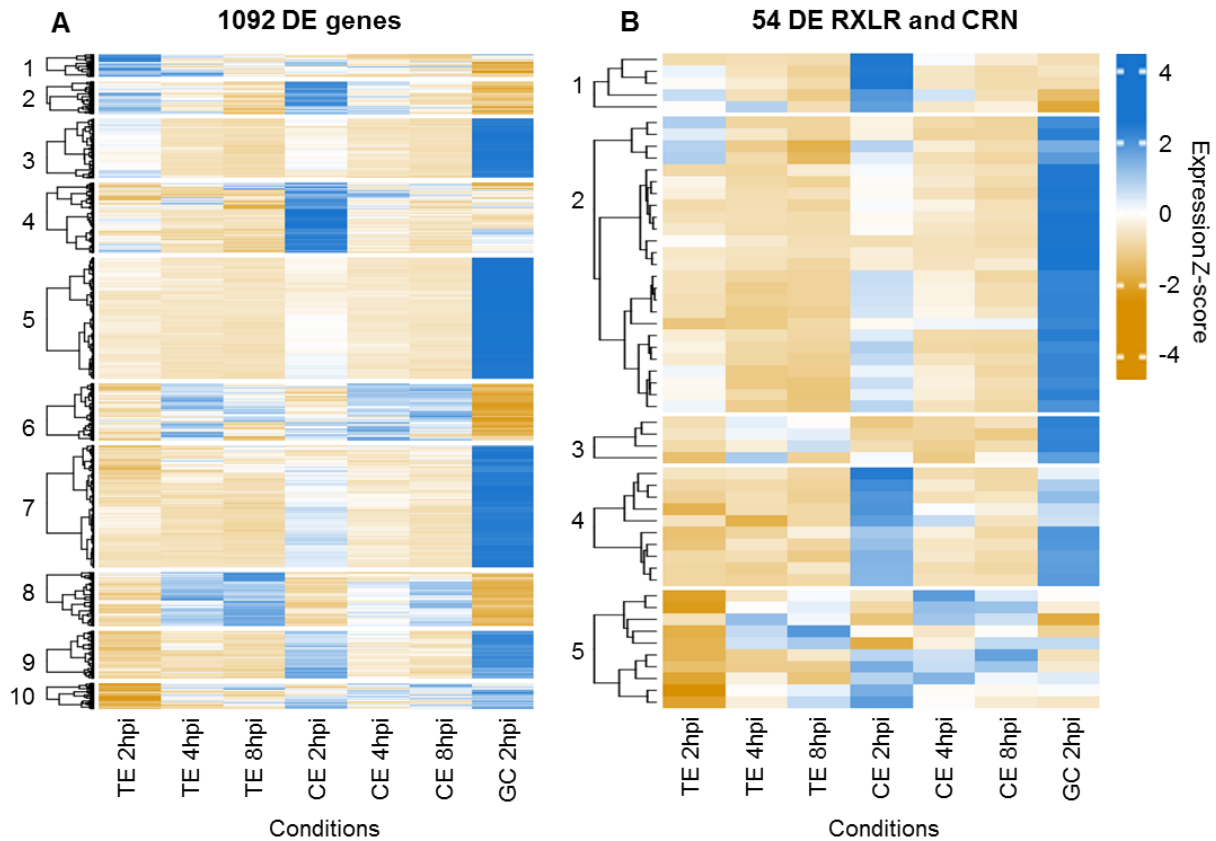 A 1092 DE genes
1
2
3
4
5
6
7
8
9
10
TE 2hpi
TE 4hpi
TE 8hpi
CE 2hpi
CE 4hpi
CE 8hpi
GC 2hpi
Conditions
B 54 DE RXLR and CRN
1
2
3
4
5
TE 2hpi
TE 4hpi
TE 8hpi
CE 2hpi
CE 4hpi
CE 8hpi
GC 2hpi
Conditions
4
2
0
-2
-4
Expression Z-score